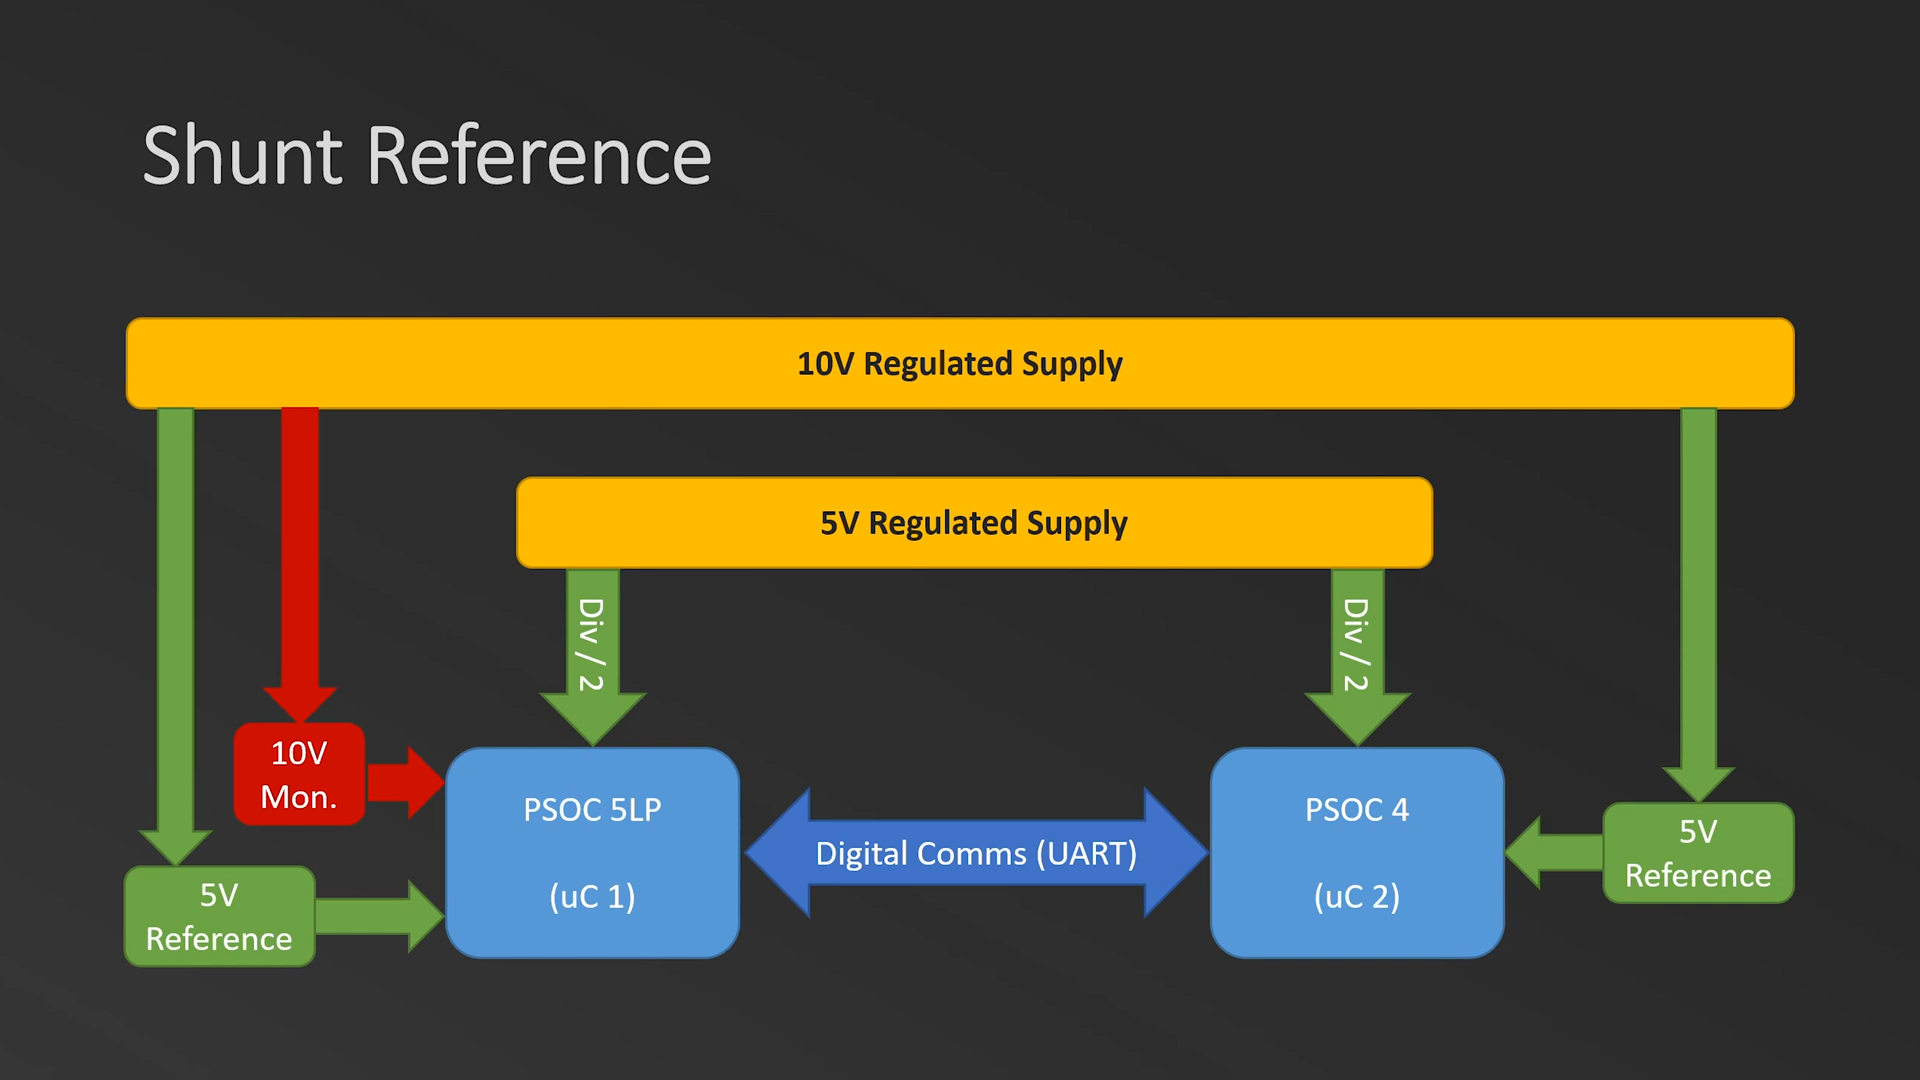 Shunt Reference
10V Regulated Supply
5V Regulated Supply
Div / 2
Div / 2
10V
Mon.
5V
Reference
PSOC 5LP
(uC 1)
Digital Comms (UART)
PSOC 4
(uC 2)
5V
Reference